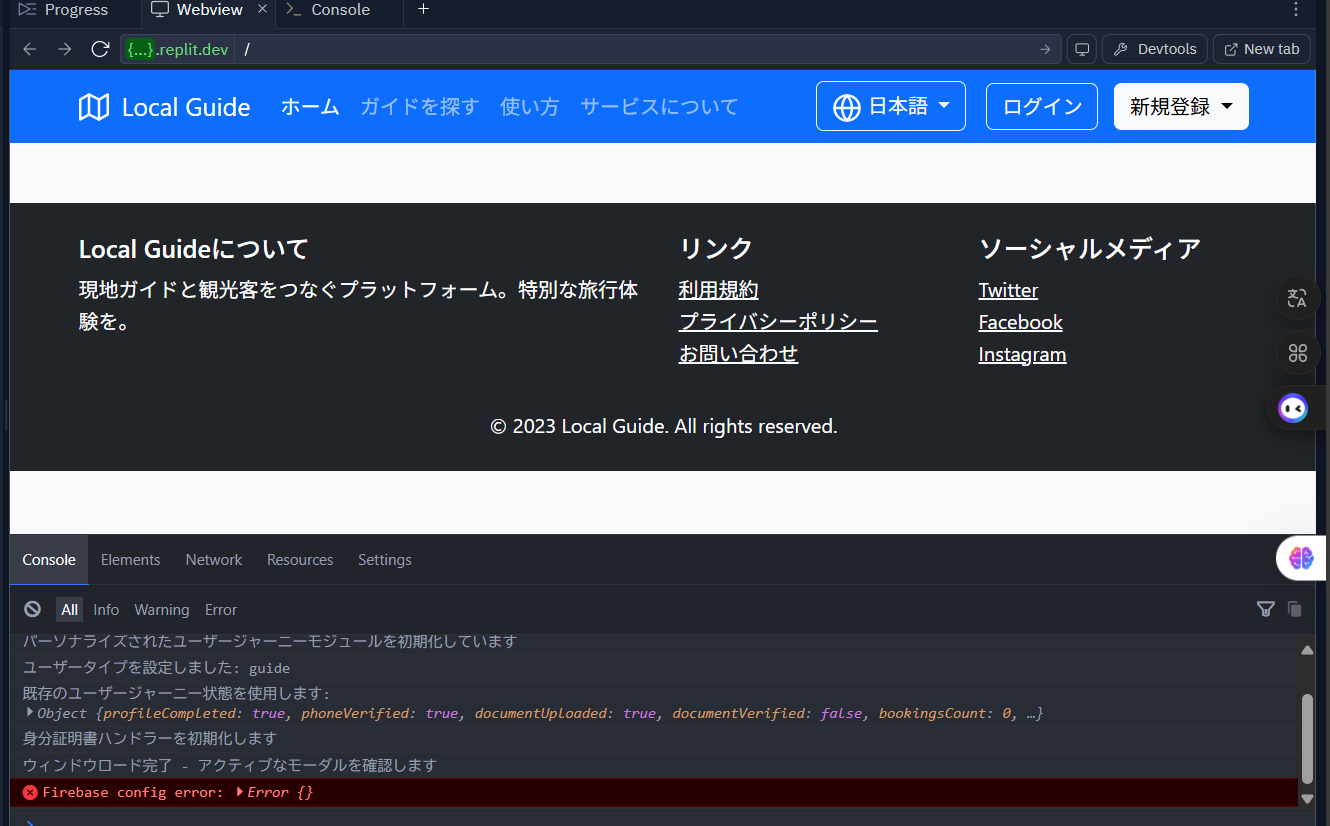 Progress
Webview
Console
{...}.replit.dev
/
Devtools
New tab
Local Guide
ホーム
ガイドを探す
使い方
サービスについて
日本語
ログイン
新規登録
Local Guideについて
現地ガイドと観光客をつなぐプラットフォーム。特別な旅行体
験を。
リンク
利用規約
プライバシーポリシー
お問い合わせ
ソーシャルメディア
Twitter
Facebook
Instagram
© 2023 Local Guide. All rights reserved.
Console
Elements
Network
Resources
Settings
All
Info
Warning
Error
パーソナライズされたユーザージャーニーモジュールを初期化しています
ユーザータイプを設定しました: guide
既存のユーザージャーニー状態を使用します:
Object {profileCompleted: true, phoneVerified: true, documentUploaded: true, documentVerified: false, bookingsCount: 0, …}
身分証明書ハンドラーを初期化します
ウィンドウロード完了 - アクティブなモーダルを確認します
Firebase config error: Error {}